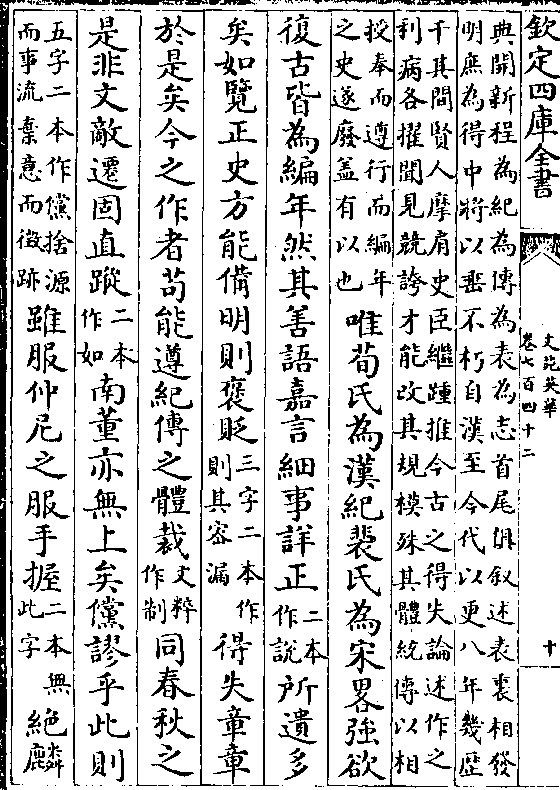 欽定四庫全書
文苑英華
卷七百四十二
十
典開新程為紀為傳為表為志首尾俱叙述表裏相發
明庶為得中將以垂不朽自漢至今代以更八年幾歷
千其間賢人摩肩史臣繼踵推今古之得失論述作之
利病各擢聞見競誇才能改其規模殊其體統傳以相
授奉而遵行而編年
之史遂廢蓋有以也
唯荀氏為漢紀裴氏為宋畧強欲
復古皆為編年然其善語嘉言細事詳正二本作說所遺多
矣如覽正史方能備明則褒貶三字二本作則其密漏得失章章
於是矣今之作者苟能遵紀傳之體裁文粹作制同春秋之
是非文敵遷固直蹤二本作如南董亦無上矣儻謬乎此則
五字二本作儻捨源
而事流棄意而徵跡
雖服仲尼之服手握二本無此字絕麟